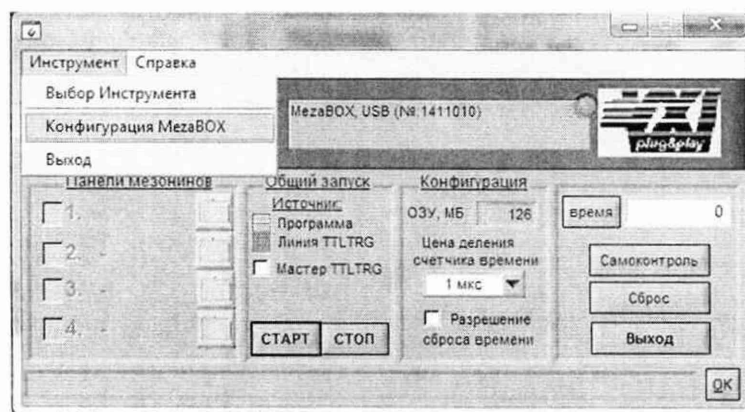 Инструмент Справка
Выбор Инструмента
Конфигурация MezaBOX
Выход
MezaBOX, USB (№:1411010)
plug&play
Панели мезонинов
1. -
2. -
3. -
4. -
Общий запуск
Источник:
Программа
Линия TTLTRG
Мастер TTLTRG
СТАРТ СТОП
Конфигурация
ОЗУ, МБ 126
Цена деления
счетчика времени
1 мкс
Разрешение
сброса времени
время 0
Самоконтроль
Сброс
Выход
OK